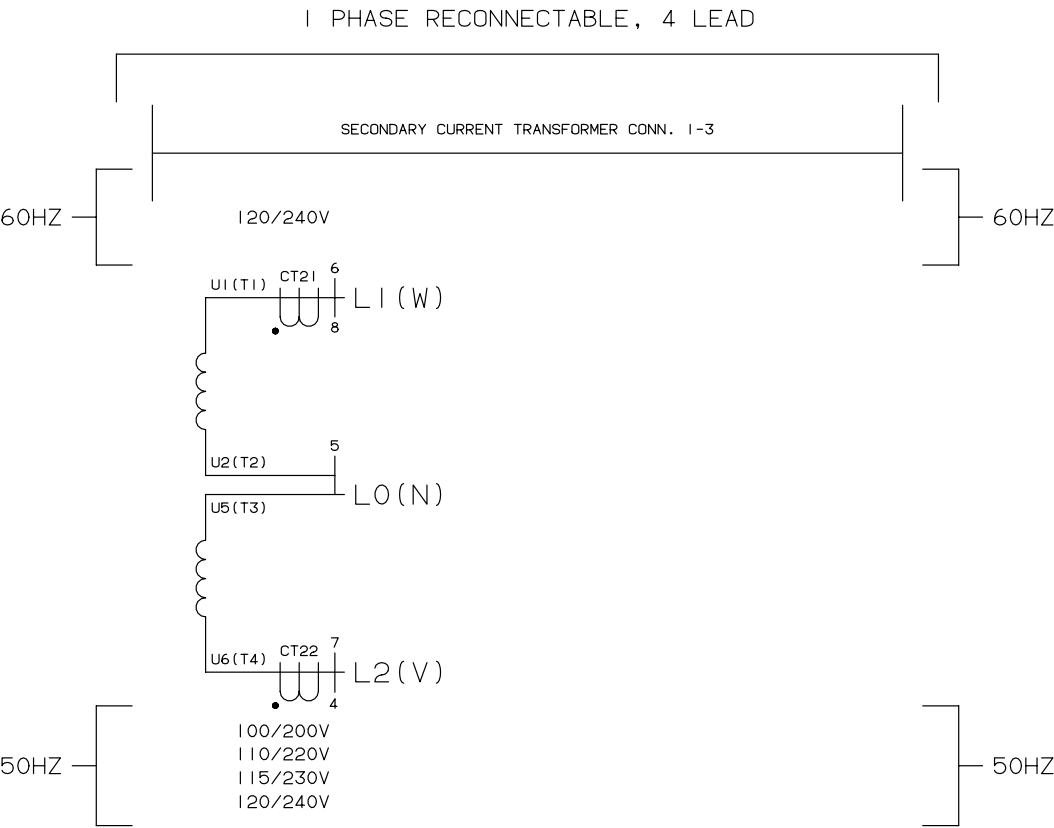 1 PHASE RECONNECTABLE, 4 LEAD
SECONDARY CURRENT TRANSFORMER CONN. 1-3
60HZ
120/240V
60HZ
U1(T1)
CT21
6
L1(W)
8
5
U2(T2)
L0(N)
U5(T3)
7
CT22
U6(T4)
L2(V)
4
100/200V
110/220V
50HZ
50HZ
115/230V
120/240V